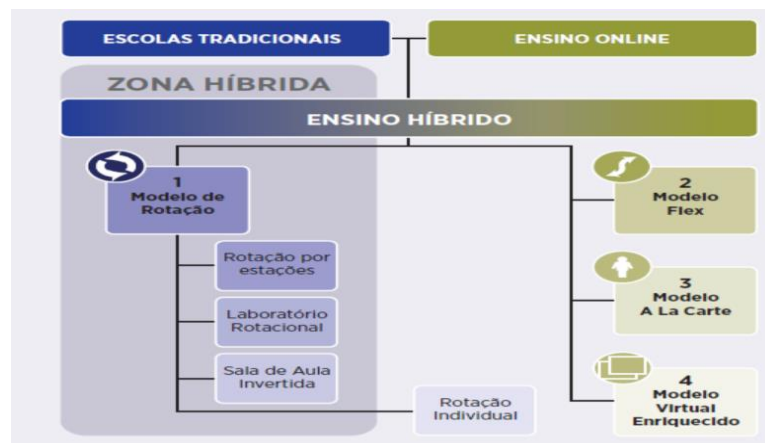 ESCOLAS TRADICIONAIS
ENSINO ONLINE
ZONA HÍBRIDA
ENSINO HÍBRIDO
1
Modelo de
Rotação
Rotação por
estações
Laboratório
Rotacional
Sala de Aula
Invertida
Rotação
Individual
2
Modelo
Flex
3
Modelo
A La Carte
4
Modelo
Virtual
Enriquecido